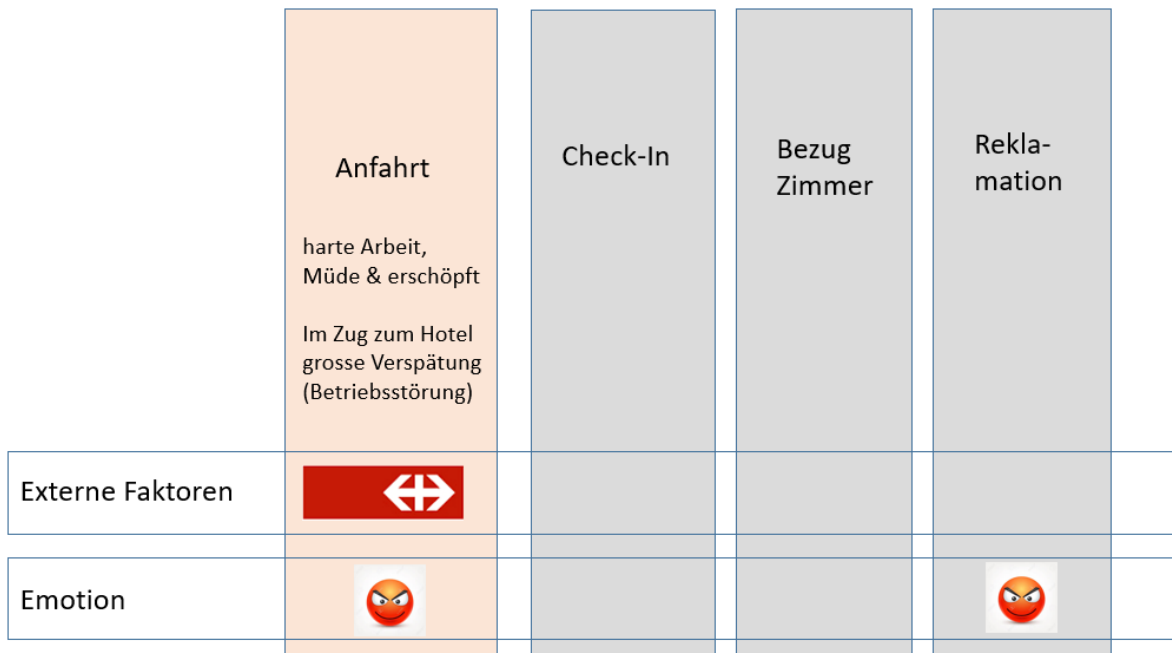 Anfahrt
harte Arbeit,
Müde & erschöpft
Im Zug zum Hotel
grosse Verspätung
(Betriebsstörung)
Check-In
Bezug
Zimmer
Rekla-
mation
Externe Faktoren
Emotion